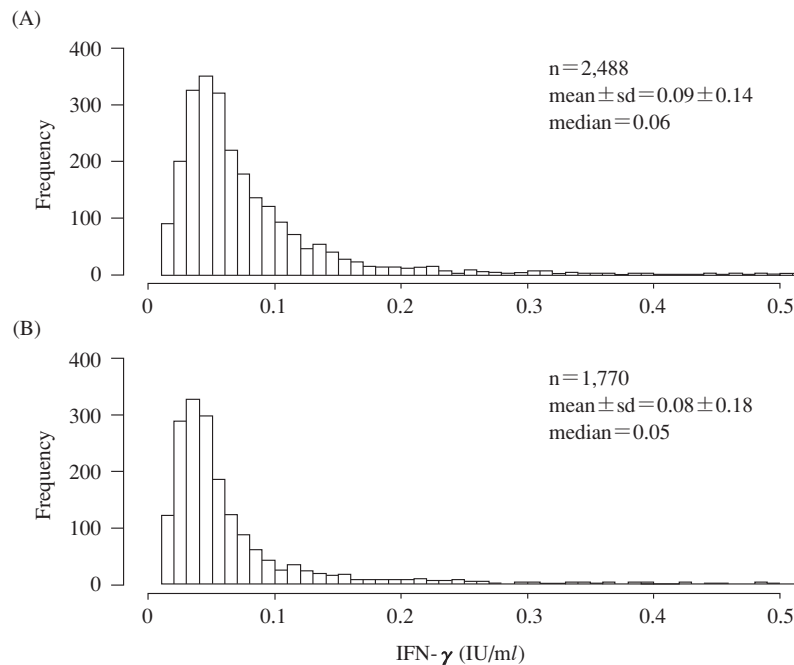 (A)
400
300
200
100
0
Frequency
n=2,488
mean±sd=0.09±0.14
median=0.06
0 0.1 0.2 0.3 0.4 0.5
(B)
400
300
200
100
0
Frequency
n=1,770
mean±sd=0.08±0.18
median=0.05
0 0.1 0.2 0.3 0.4 0.5
IFN-γ (IU/ml)